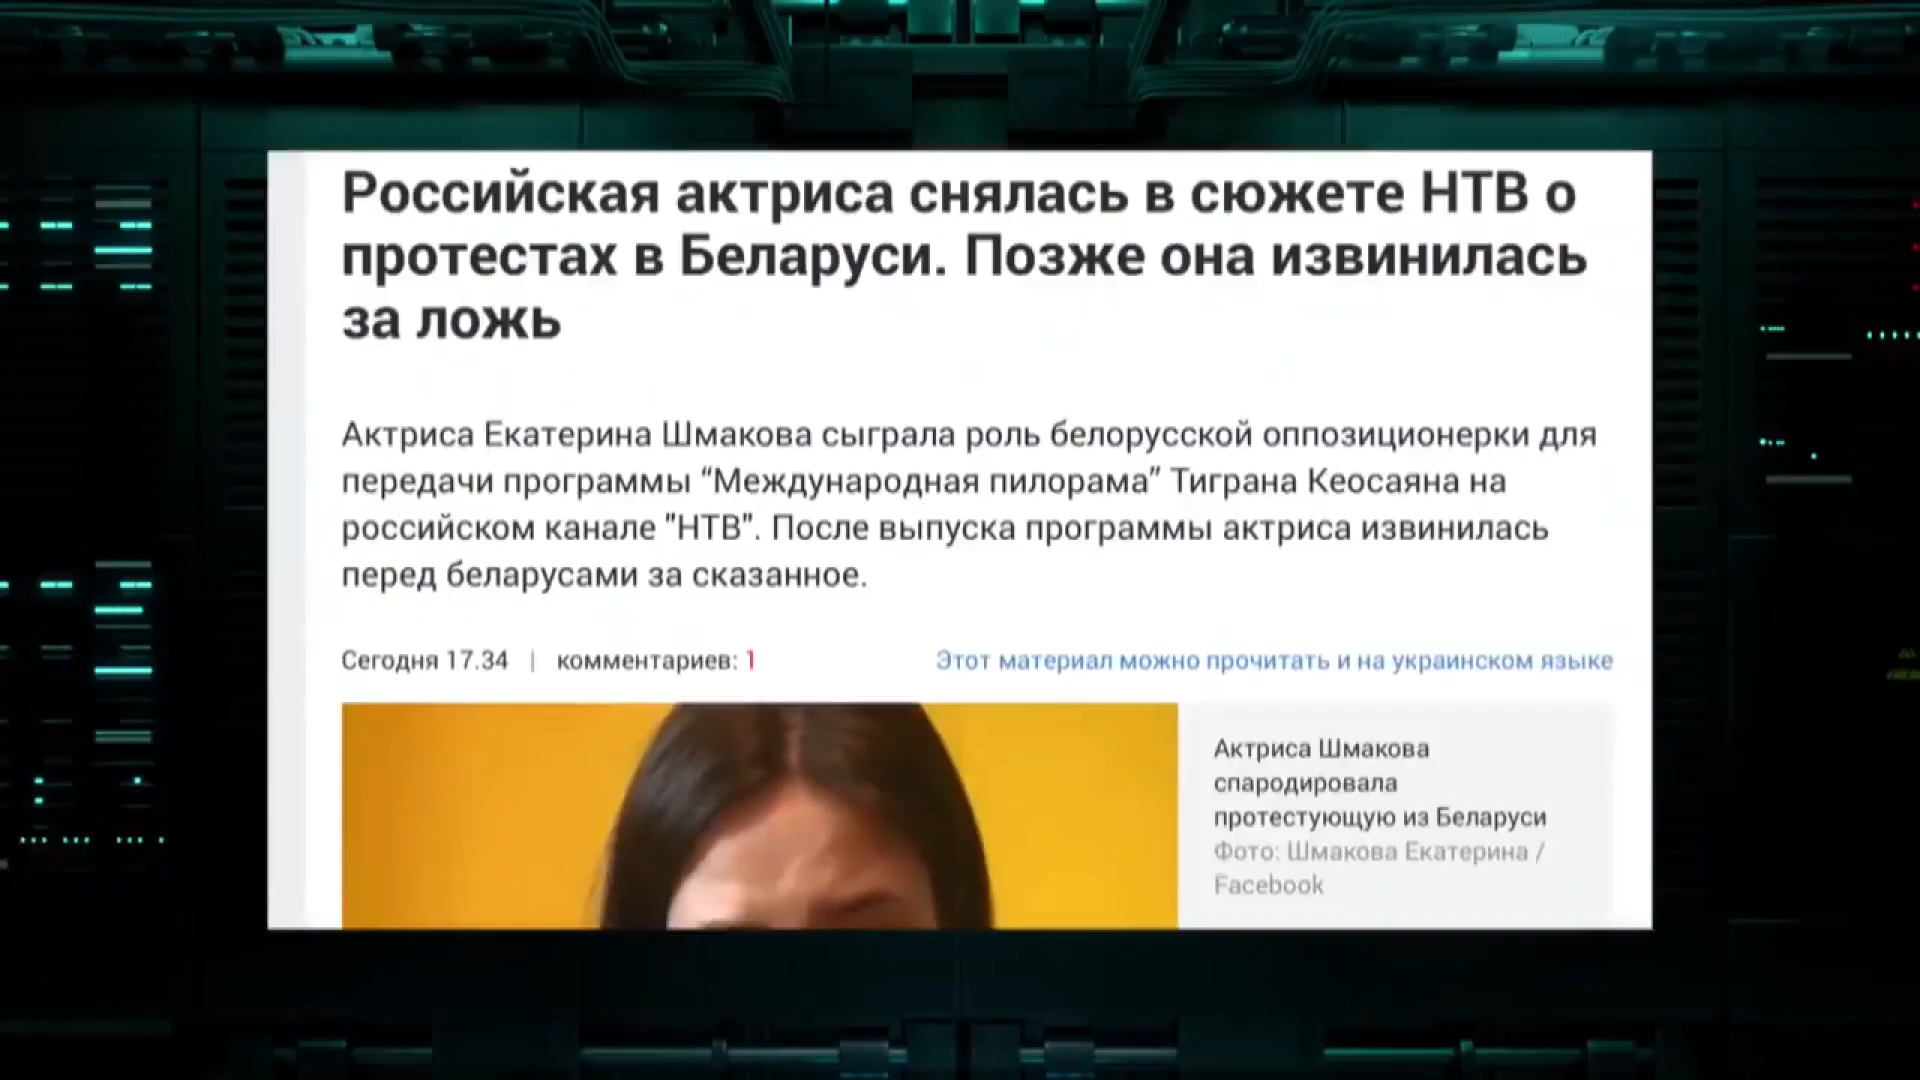 Российская актриса снялась в сюжете НТВ о
протестах в Беларуси. Позже она извинилась
за ложь
Актриса Екатерина Шмакова сыграла роль белорусской оппозиционерки для
передачи программы “Международная пилорама” Тиграна Кеосаяна на
российском канале "НТВ". После выпуска программы актриса извинилась
перед беларусами за сказанное.
Сегодня 17.34 | комментариев: 1
Этот материал можно прочитать и на украинском языке
Актриса Шмакова
спародировала
протестующую из Беларуси
Фото: Шмакова Екатерина /
Facebook